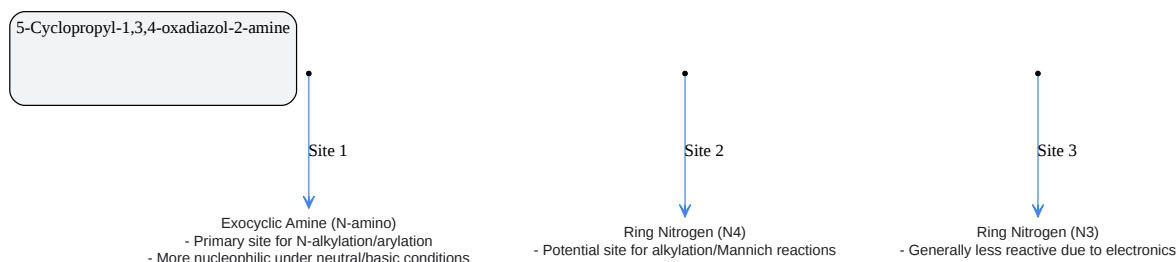 5-Cyclopropyl-1,3,4-oxadiazol-2-amine
Site 1
Site 2
Site 3
Exocyclic Amine (N-amino)
- Primary site for N-alkylation/arylation
- More nucleophilic under neutral/basic conditions
Ring Nitrogen (N4)
- Potential site for alkylation/Mannich reactions
Ring Nitrogen (N3)
- Generally less reactive due to electronics